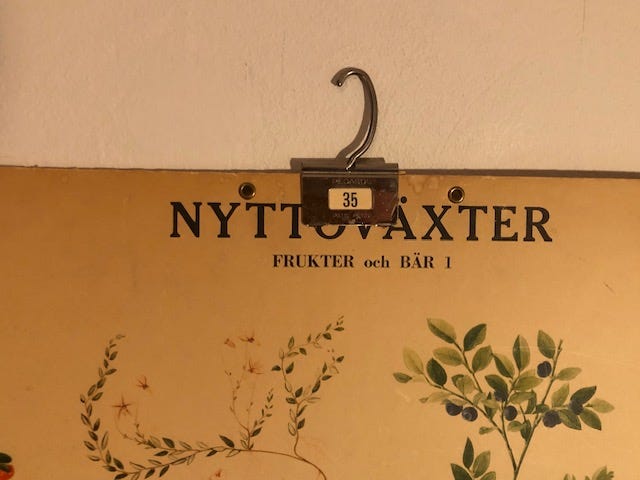 35
NYTTOVÄXTER
FRUKTER och BÄR 1